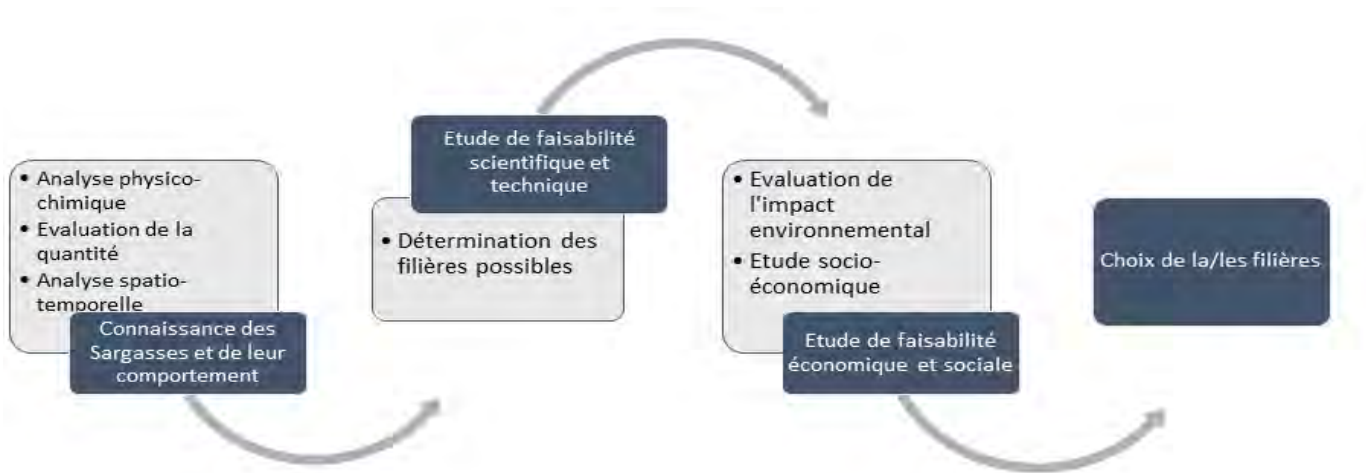 • Analyse physico-
chimique
• Evaluation de la
quantité
• Analyse spatio-
temporelle
Connaissance des
Sargasses et de leur
comportement
Etude de faisabilité
scientifique et
technique
• Détermination des
filières possibles
• Evaluation de
l'impact
environnemental
• Etude socio-
économique
Etude de faisabilité
économique et sociale
Choix de la/les filières